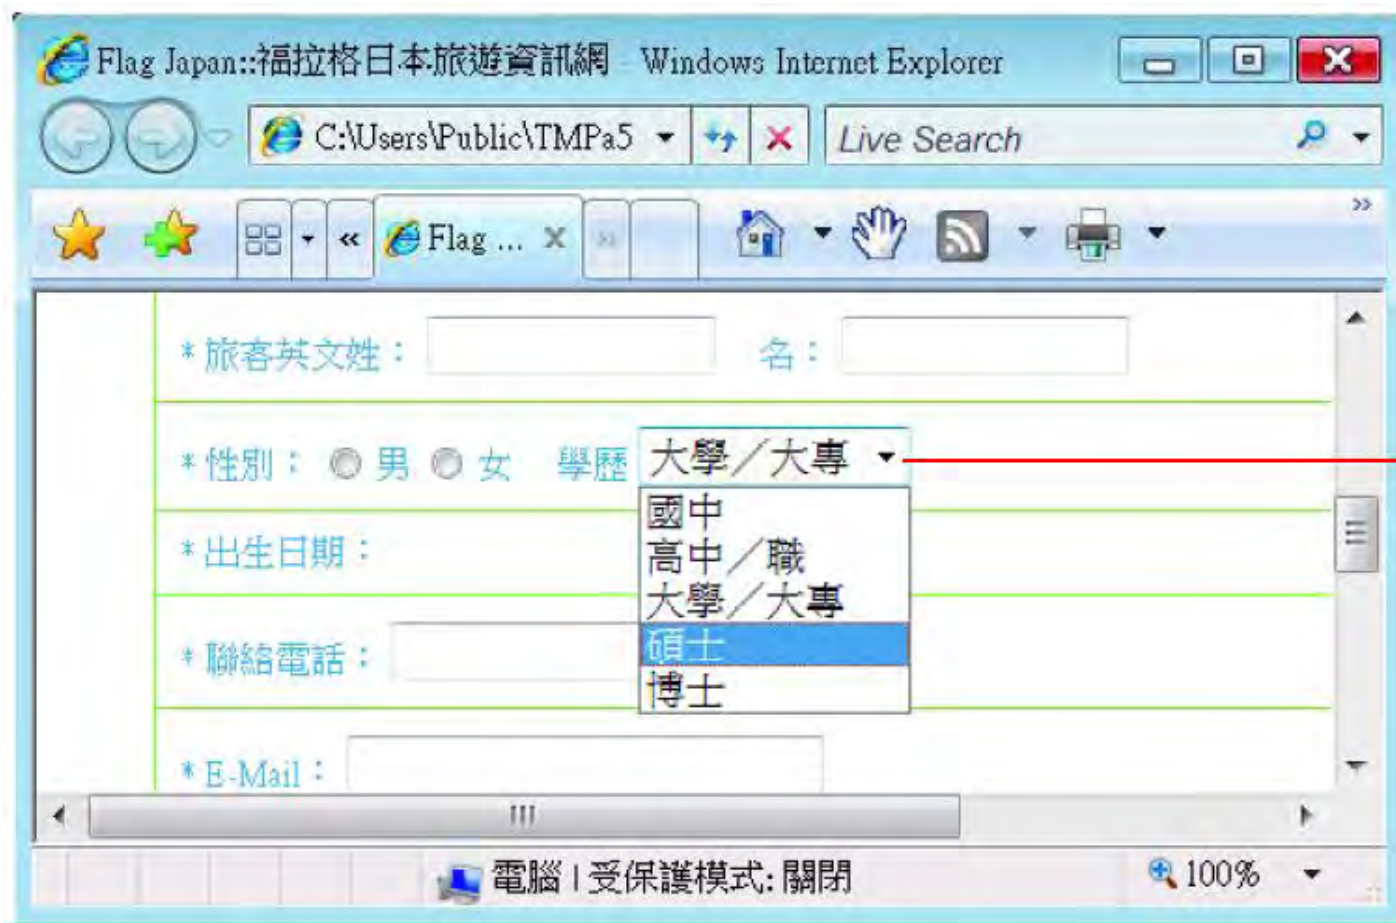 Flag Japan::福拉格日本旅遊資訊網 - Windows Internet Explorer
C:\Users\Public\TMPa5 Live Search
Flag ...
*旅客英文姓： 名：
*性別： 男 女 學歷 大學／大專
國中
高中／職
大學／大專
碩士
博士
*出生日期：
*聯絡電話：
*E-Mail：
電腦 | 受保護模式: 關閉 100%